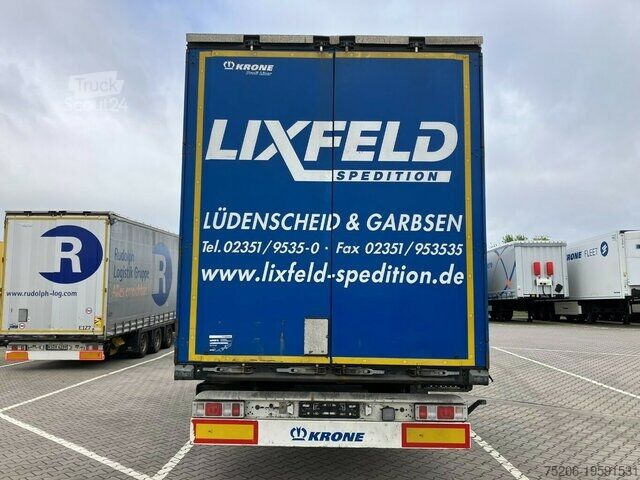 Truck
Scout24
KRONE
Profi Liner
LIXFELD
SPEDITION
LÜDENSCHEID & GARBSEN
Tel. 02351/9535-0 · Fax 02351/953535
www.lixfeld-spedition.de
KRONE
R
www.rudolph-log.com
Rudolph
Logistik Gruppe
R
KRONE FLEET
75206-19591531